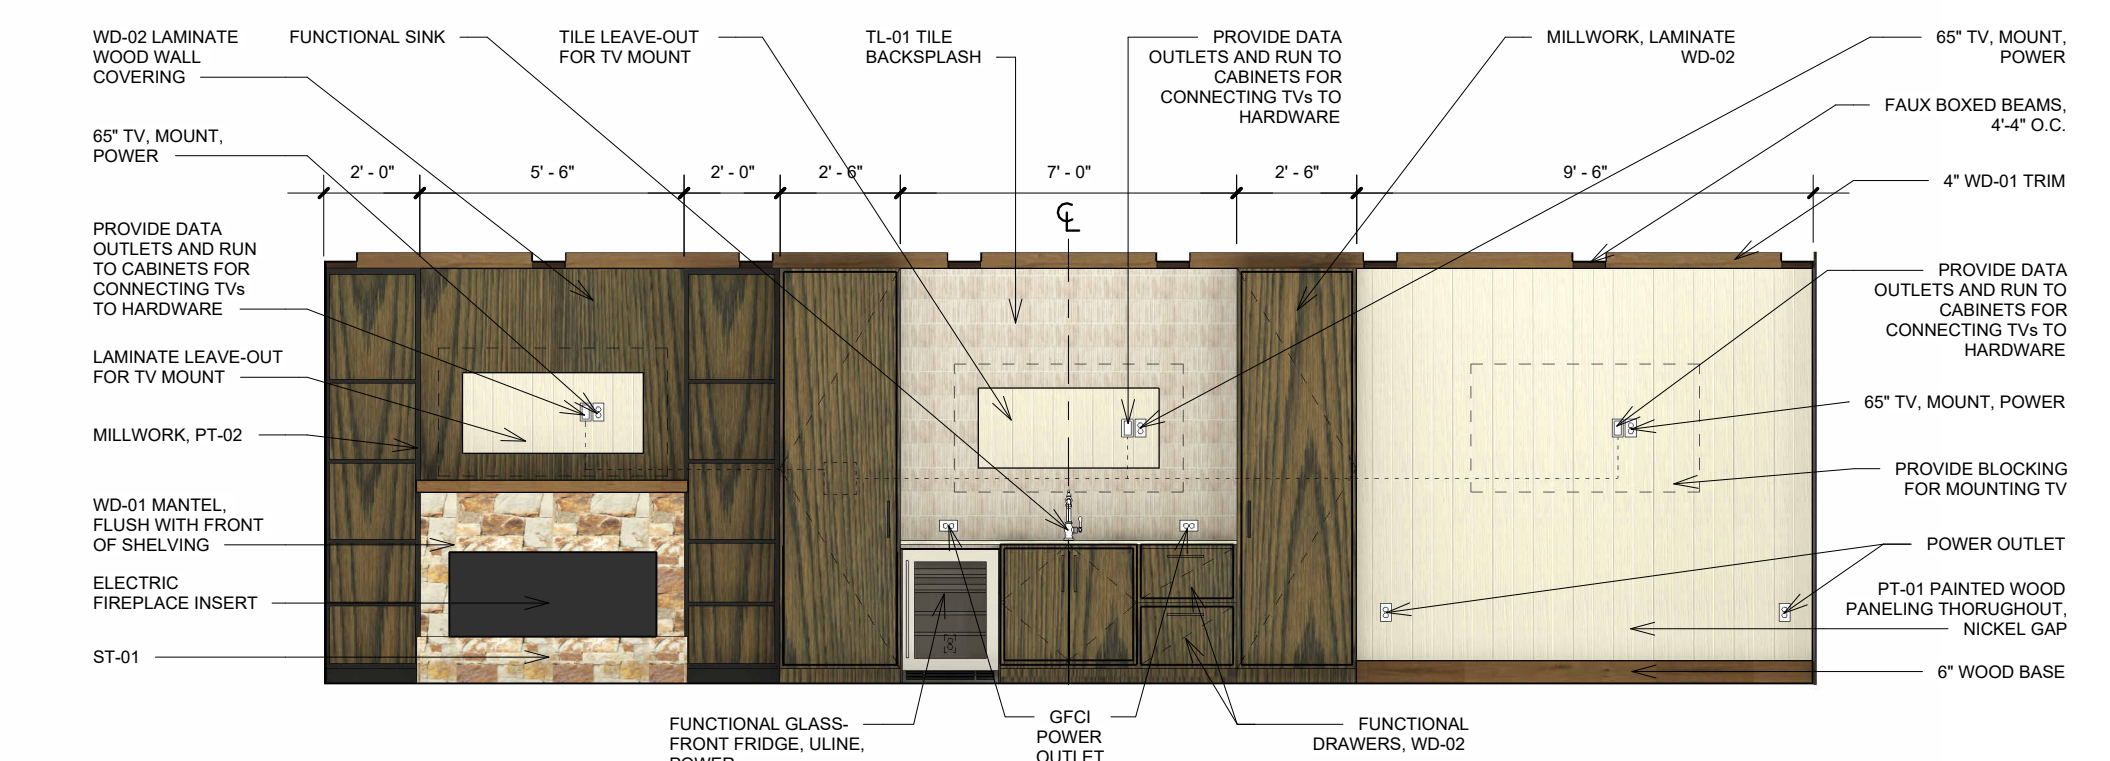 WD-02 LAMINATE
WOOD WALL
COVERING
FUNCTIONAL SINK
TILE LEAVE-OUT
FOR TV MOUNT
TL-01 TILE
BACKSPLASH
PROVIDE DATA
OUTLETS AND RUN TO
CABINETS FOR
CONNECTING TVs TO
HARDWARE
MILLWORK, LAMINATE
WD-02
65" TV, MOUNT,
POWER
FAUX BOXED BEAMS,
4'-4" O.C.
4" WD-01 TRIM
65" TV, MOUNT,
POWER
2' - 0"
5' - 6"
2' - 0"
2' - 6"
7' - 0"
2' - 6"
9' - 6"
CL
PROVIDE DATA
OUTLETS AND RUN
TO CABINETS FOR
CONNECTING TVs
TO HARDWARE
LAMINATE LEAVE-OUT
FOR TV MOUNT
MILLWORK, PT-02
WD-01 MANTEL,
FLUSH WITH FRONT
OF SHELVING
ELECTRIC
FIREPLACE INSERT
ST-01
PROVIDE DATA
OUTLETS AND RUN TO
CABINETS FOR
CONNECTING TVs TO
HARDWARE
65" TV, MOUNT, POWER
PROVIDE BLOCKING
FOR MOUNTING TV
POWER OUTLET
PT-01 PAINTED WOOD
PANELING THORUGHOUT,
NICKEL GAP
6" WOOD BASE
FUNCTIONAL GLASS-
FRONT FRIDGE, ULINE,
POWER
GFCI
POWER
OUTLET
FUNCTIONAL
DRAWERS, WD-02